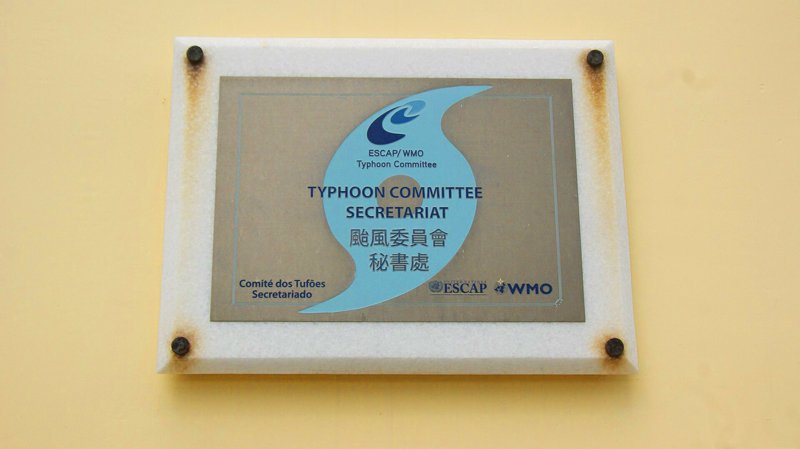 ESCAP/WMO
Typhoon Committee
TYPHOON COMMITTEE
SECRETARIAT
颱風委員會
秘書處
Comité dos Tufões
Secretariado
ESCAP
WMO